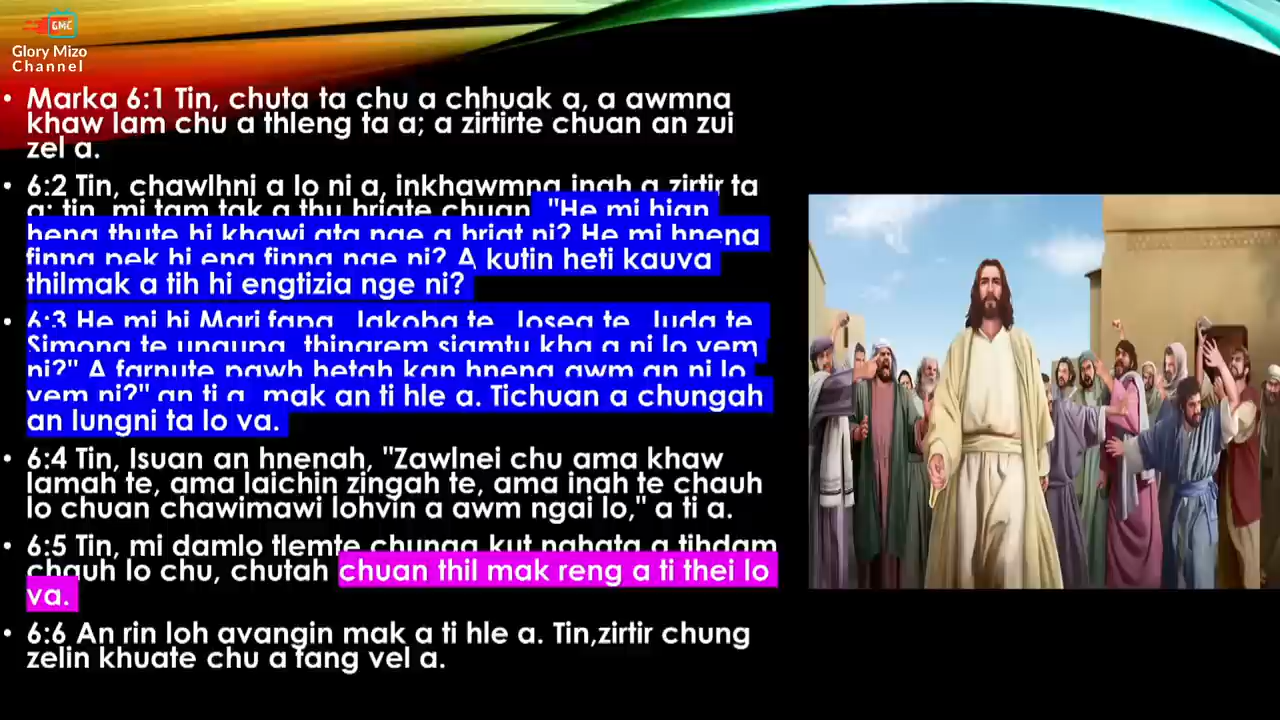 GMC
Glory Mizo
Channel
• Marka 6:1 Tin, chuta ta chu a chhuak a, a awmna
khaw lam chu a thleng ta a; a zirtirte chuan an zui
zel a.
• 6:2 Tin, chawlhni a lo ni a, inkhawmna inah a zirtir ta
a; tin, mi tam tak a thu hriate chuan, "He mi hian
heng thute hi khawi ata nge a hriat ni? He mi hnena
finna pek hi eng finna nge ni? A kutin heti kauva
thilmak a tih hi engtizia nge ni?
• 6:3 He mi hi Mari fapa, Jakoba te, Josea te, Juda te,
Simona te unaupa, thingrem siamtu kha a ni lo vem
ni?" A farnute pawh hetah kan hneng awm an ni lo
vem ni?" an ti a, mak an ti hle a. Tichuan a chungah
an lungni ta lo va.
• 6:4 Tin, Isuan an hnenah, "Zawlnei chu ama khaw
lamah te, ama laichin zingah te, ama inah te chauh
lo chuan chawimawi lohvin a awm ngai lo," a ti a.
• 6:5 Tin, mi damlo tlemte chunga kut nghata a tihdam
chauh lo chu, chutah chuan thil mak reng a ti thei lo
va.
• 6:6 An rin loh avangin mak a ti hle a. Tin,zirtir chung
zelin khuate chu a fang vel a.